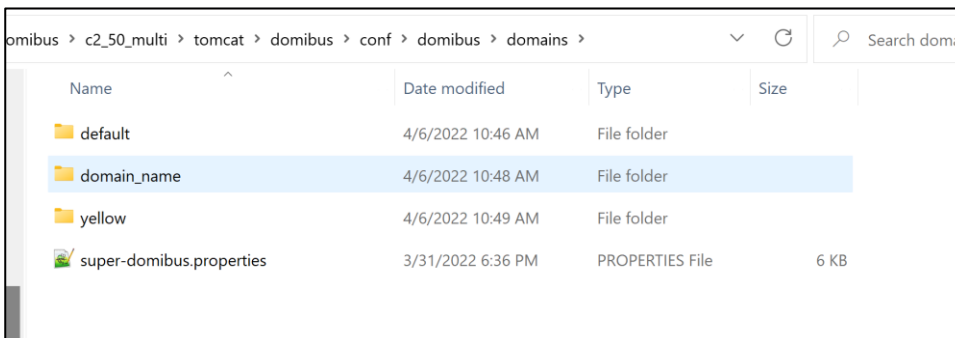 omibus > c2_50_multi > tomcat > domibus > conf > domibus > domains > Search doma
Name Date modified Type Size
default 4/6/2022 10:46 AM File folder
domain_name 4/6/2022 10:48 AM File folder
yellow 4/6/2022 10:49 AM File folder
super-domibus.properties 3/31/2022 6:36 PM PROPERTIES File 6 KB